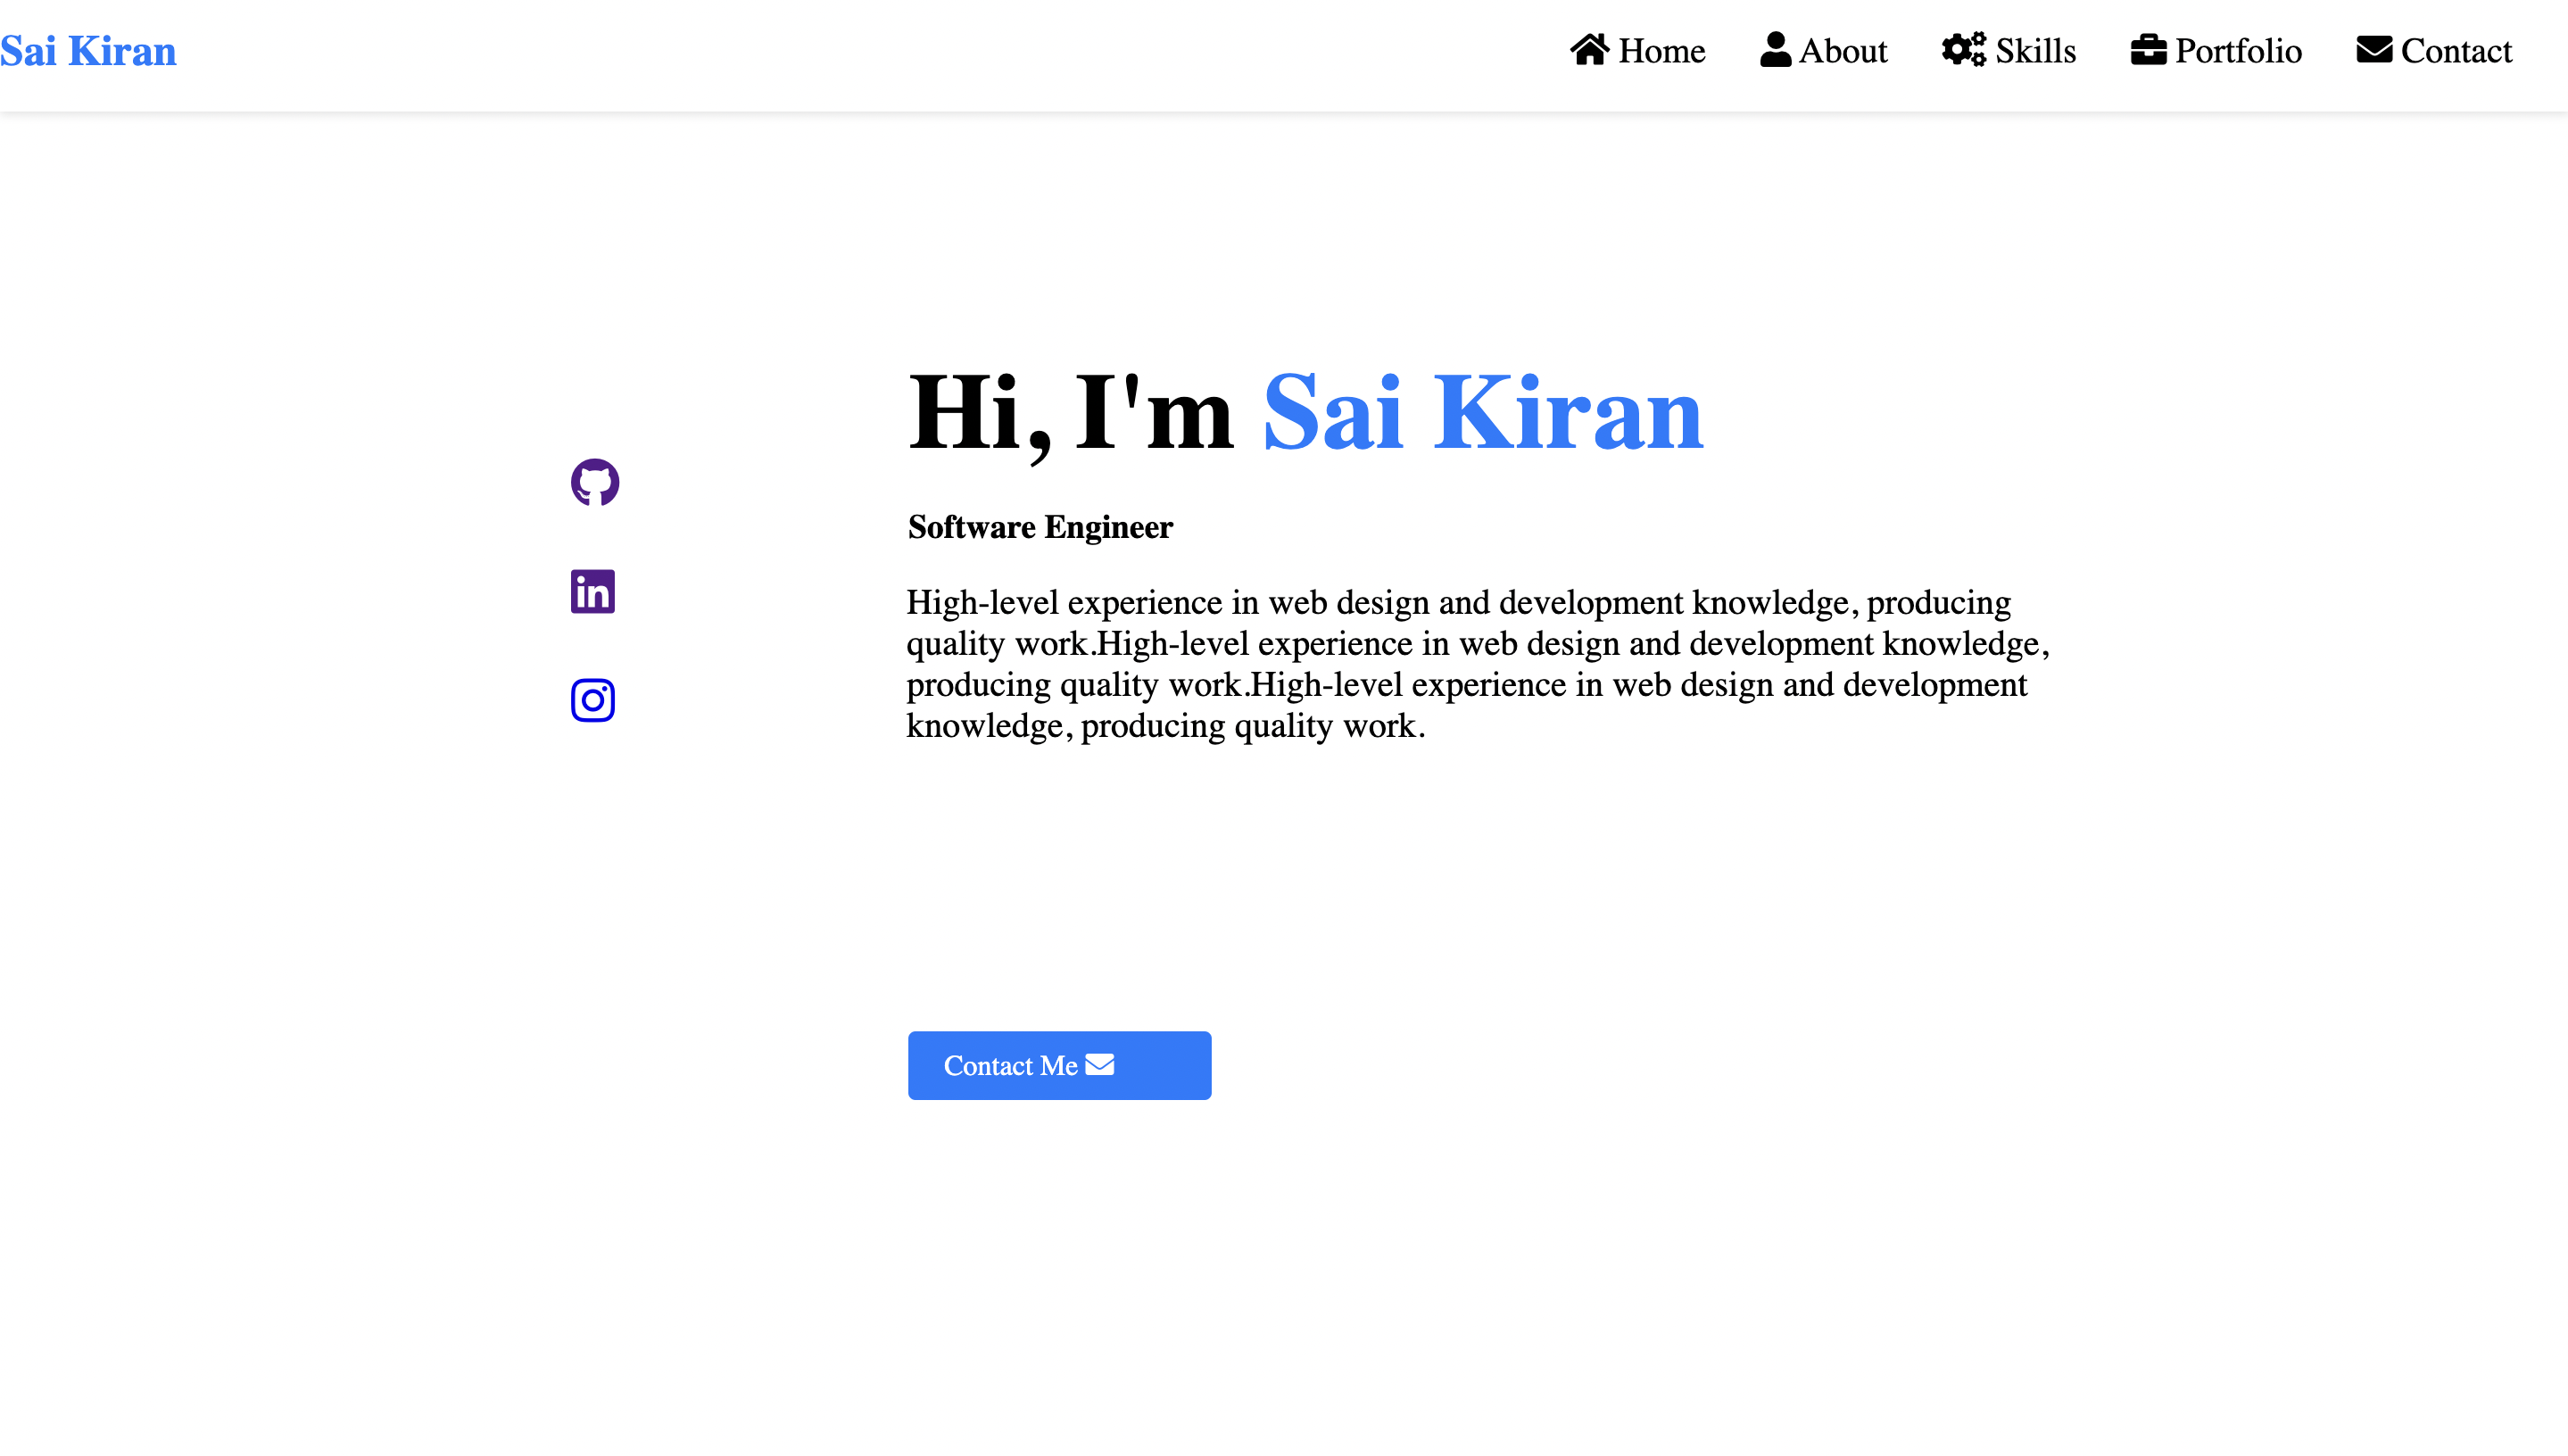 Sai Kiran
Home About Skills Portfolio Contact
Hi, I'm Sai Kiran
Software Engineer
High-level experience in web design and development knowledge, producing
quality work.High-level experience in web design and development knowledge,
producing quality work.High-level experience in web design and development
knowledge, producing quality work.
Contact Me